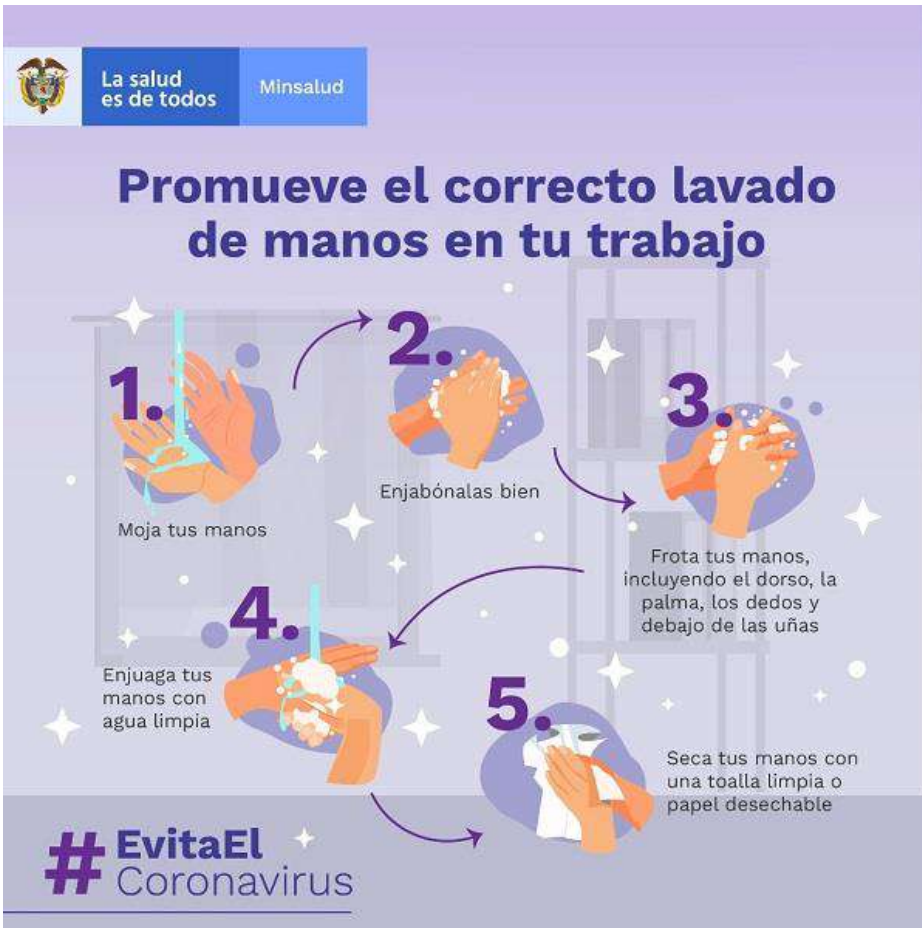 La salud
es de todos
Minsalud
Promueve el correcto lavado
de manos en tu trabajo
1.
Moja tus manos
2.
Enjabónalas bien
3.
Frota tus manos,
incluyendo el dorso, la
palma, los dedos y
debajo de las uñas
4.
Enjuaga tus
manos con
agua limpia
5.
Seca tus manos con
una toalla limpia o
papel desechable
# EvitaEl
Coronavirus